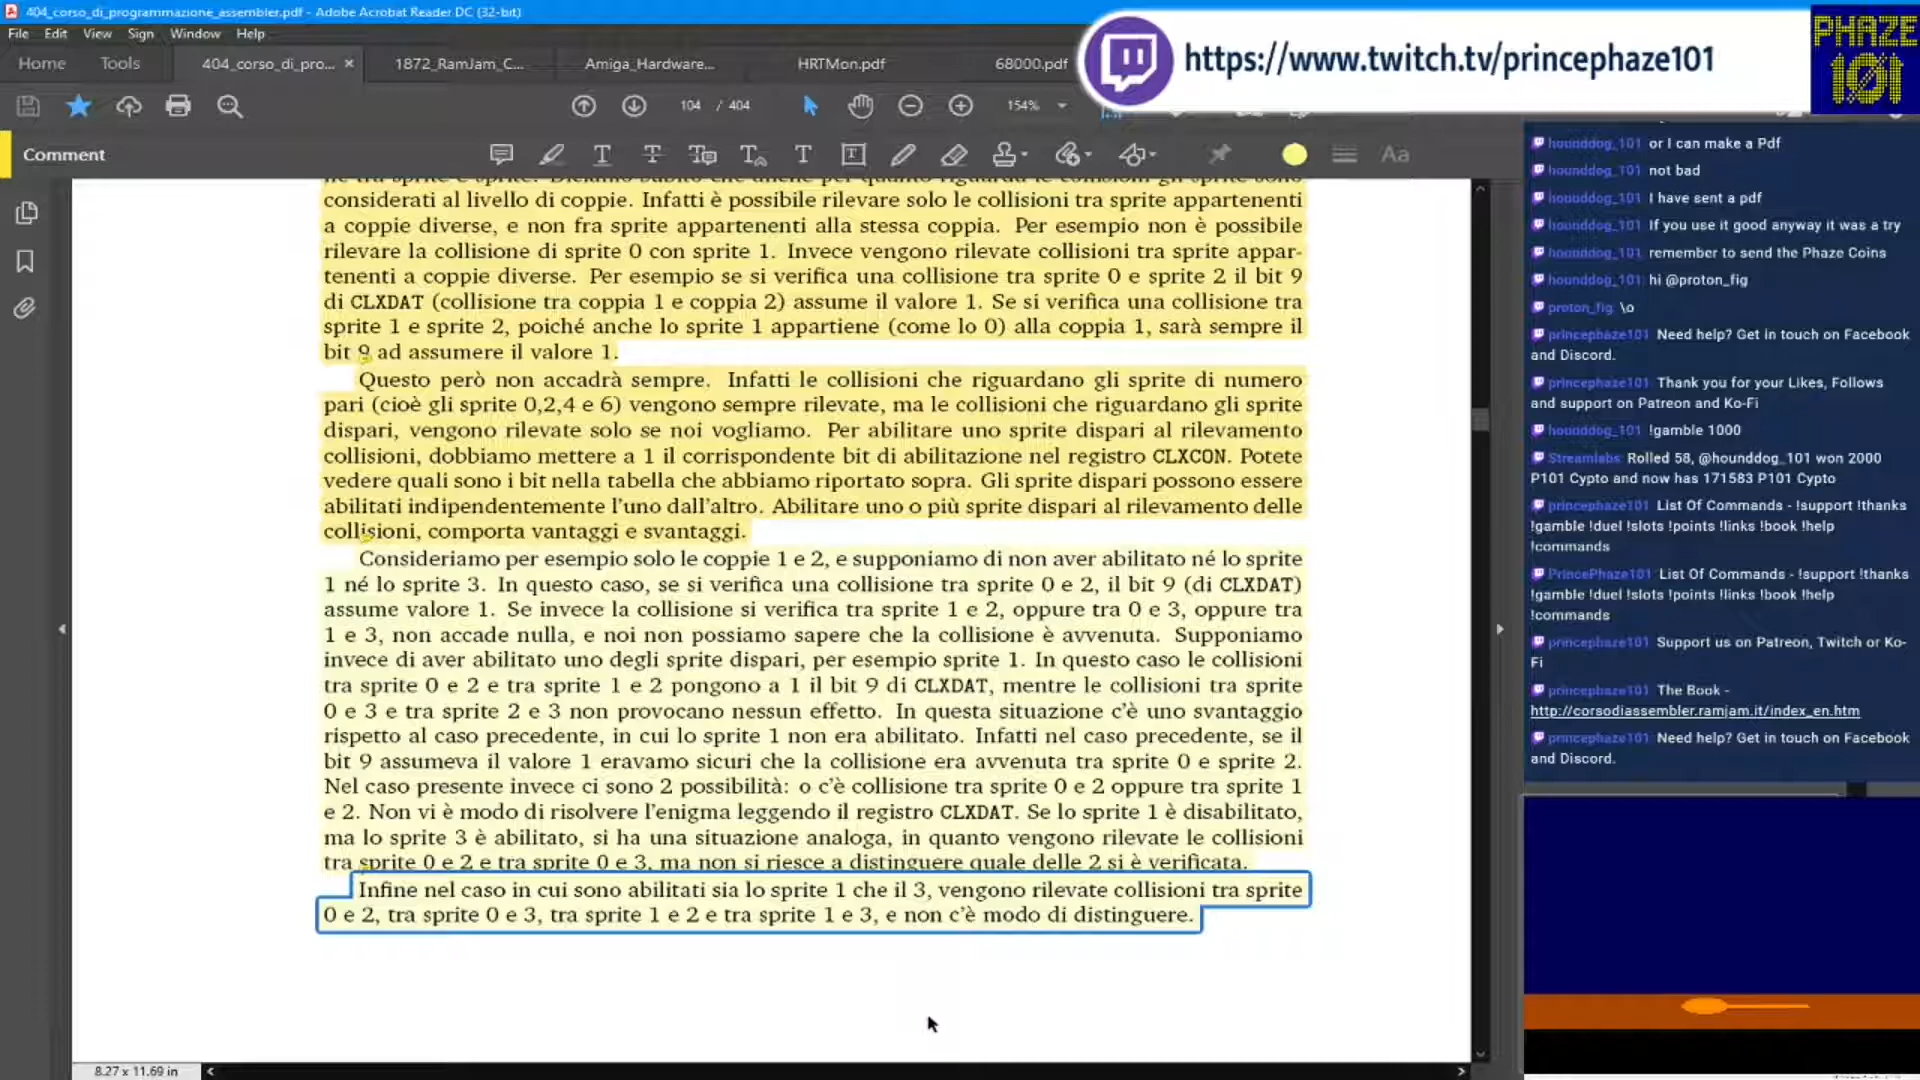 404_corso_di_programmazione_assembler.pdf - Adobe Acrobat Reader DC (32-bit)
File Edit View Sign Window Help
Home Tools 404_corso_di_pro... × 1872_RamJam_C... Amiga_Hardware... HRTMon.pdf 68000.pdf
https://www.twitch.tv/princephaze101
PHAZE
101
104 / 404 154%
Comment
considerati al livello di coppie. Infatti è possibile rilevare solo le collisioni tra sprite appartenenti
a coppie diverse, e non fra sprite appartenenti alla stessa coppia. Per esempio non è possibile
rilevare la collisione di sprite 0 con sprite 1. Invece vengono rilevate collisioni tra sprite appar-
tenenti a coppie diverse. Per esempio se si verifica una collisione tra sprite 0 e sprite 2 il bit 9
di CLXDAT (collisione tra coppia 1 e coppia 2) assume il valore 1. Se si verifica una collisione tra
sprite 1 e sprite 2, poiché anche lo sprite 1 appartiene (come lo 0) alla coppia 1, sarà sempre il
bit 9 ad assumere il valore 1.
Questo però non accadrà sempre. Infatti le collisioni che riguardano gli sprite di numero
pari (cioè gli sprite 0,2,4 e 6) vengono sempre rilevate, ma le collisioni che riguardano gli sprite
dispari, vengono rilevate solo se noi vogliamo. Per abilitare uno sprite dispari al rilevamento
collisioni, dobbiamo mettere a 1 il corrispondente bit di abilitazione nel registro CLXCON. Potete
vedere quali sono i bit nella tabella che abbiamo riportato sopra. Gli sprite dispari possono essere
abilitati indipendentemente l'uno dall'altro. Abilitare uno o più sprite dispari al rilevamento delle
collisioni, comporta vantaggi e svantaggi.
Consideriamo per esempio solo le coppie 1 e 2, e supponiamo di non aver abilitato né lo sprite
1 né lo sprite 3. In questo caso, se si verifica una collisione tra sprite 0 e 2, il bit 9 (di CLXDAT)
assume valore 1. Se invece la collisione si verifica tra sprite 1 e 2, oppure tra 0 e 3, oppure tra
1 e 3, non accade nulla, e noi non possiamo sapere che la collisione è avvenuta. Supponiamo
invece di aver abilitato uno degli sprite dispari, per esempio sprite 1. In questo caso le collisioni
tra sprite 0 e 2 e tra sprite 1 e 2 pongono a 1 il bit 9 di CLXDAT, mentre le collisioni tra sprite
0 e 3 e tra sprite 2 e 3 non provocano nessun effetto. In questa situazione c'è uno svantaggio
rispetto al caso precedente, in cui lo sprite 1 non era abilitato. Infatti nel caso precedente, se il
bit 9 assumeva il valore 1 eravamo sicuri che la collisione era avvenuta tra sprite 0 e sprite 2.
Nel caso presente invece ci sono 2 possibilità: o c'è collisione tra sprite 0 e 2 oppure tra sprite 1
e 2. Non vi è modo di risolvere l'enigma leggendo il registro CLXDAT. Se lo sprite 1 è disabilitato,
ma lo sprite 3 è abilitato, si ha una situazione analoga, in quanto vengono rilevate le collisioni
tra sprite 0 e 2 e tra sprite 0 e 3, ma non si riesce a distinguere quale delle 2 si è verificata.
Infine nel caso in cui sono abilitati sia lo sprite 1 che il 3, vengono rilevate collisioni tra sprite
0 e 2, tra sprite 0 e 3, tra sprite 1 e 2 e tra sprite 1 e 3, e non c'è modo di distinguere.
8.27 x 11.69 in
hounddog_101 or I can make a Pdf
hounddog_101 not bad
hounddog_101 I have sent a pdf
hounddog_101 If you use it good anyway it was a try
hounddog_101 remember to send the Phaze Coins
hounddog_101 hi @proton_fig
proton_fig \o
princephaze101 Need help? Get in touch on Facebook
and Discord.
princephaze101 Thank you for your Likes, Follows
and support on Patreon and Ko-Fi
hounddog_101 !gamble 1000
Streamlabs Rolled 58, @hounddog_101 won 2000
P101 Cypto and now has 171583 P101 Cypto
princephaze101 List Of Commands - !support !thanks
!gamble !duel !slots !points !links !book !help
!commands
PrincePhaze101 List Of Commands - !support !thanks
!gamble !duel !slots !points !links !book !help
!commands
princephaze101 Support us on Patreon, Twitch or Ko-
Fi
princephaze101 The Book -
http://corsodiassembler.ramjam.it/index_en.htm
princephaze101 Need help? Get in touch on Facebook
and Discord.